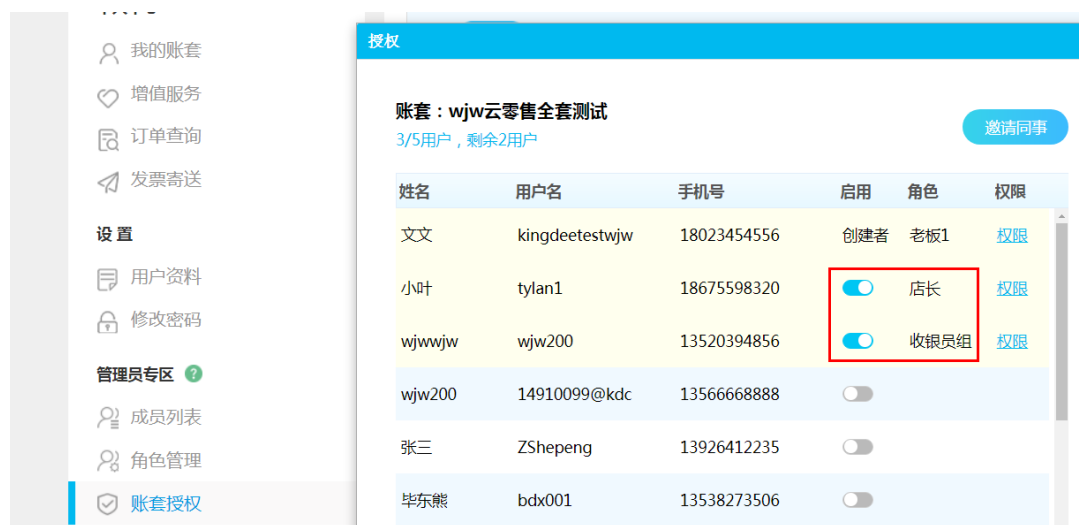 我的账套
增值服务
订单查询
发票寄送
设置
用户资料
修改密码
管理员专区 ?
成员列表
角色管理
账套授权
授权
账套：wjw云零售全套测试
3/5用户，剩余2用户
邀请同事
姓名 用户名 手机号 启用 角色 权限
文文 kingdeetestwjw 18023454556 创建者 老板1 权限
小叶 tylan1 18675598320 店长 权限
wjwwjw wjw200 13520394856 收银员组 权限
wjw200 14910099@kdc 13566668888
张三 ZShepeng 13926412235
毕东熊 bdx001 13538273506